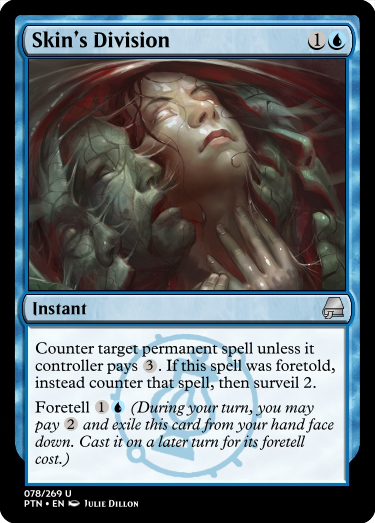 Skin's Division 1
Instant
Counter target permanent spell unless it
controller pays 3. If this spell was foretold,
instead counter that spell, then surveil 2.
Foretell 1 (During your turn, you may
pay 2 and exile this card from your hand face
down. Cast it on a later turn for its foretell
cost.)
078/269 U
PTN • EN Julie Dillon